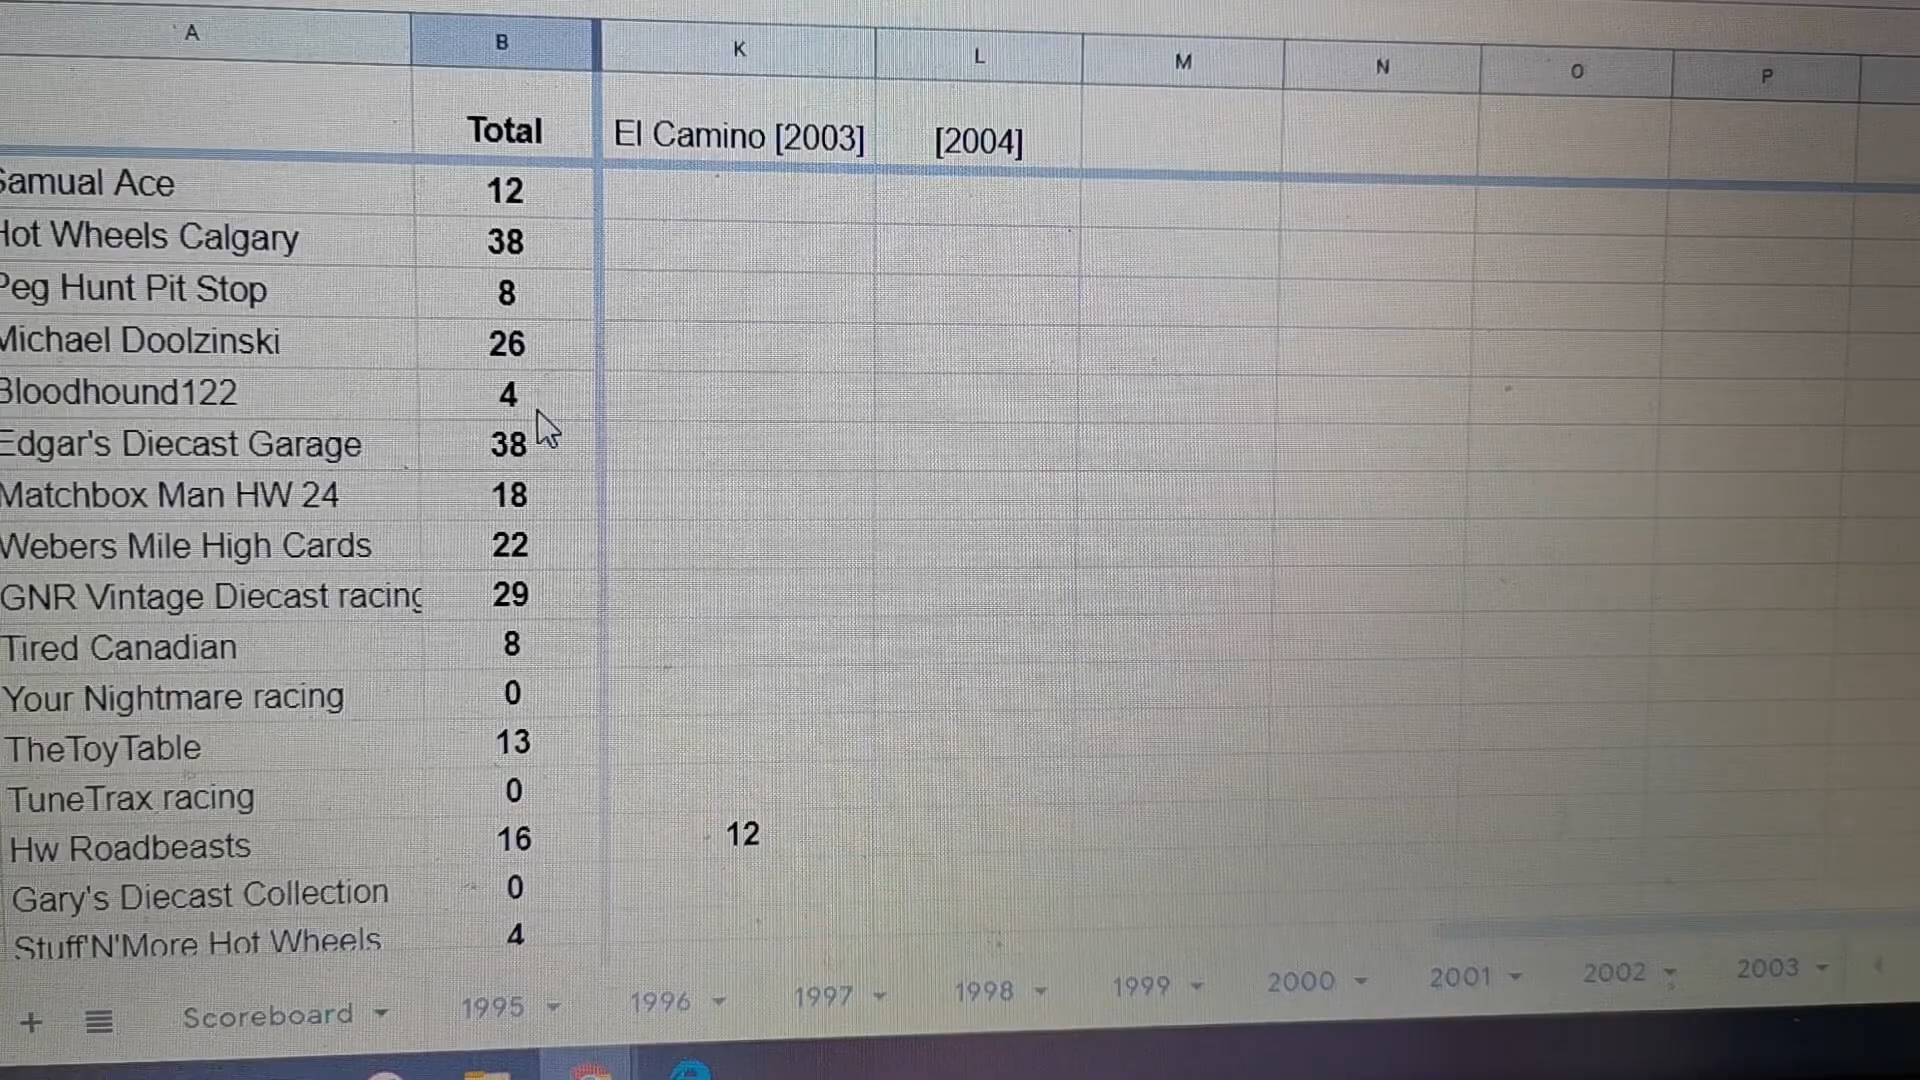 A B K L M N O P
Total El Camino [2003] [2004]
Samual Ace 12
Hot Wheels Calgary 38
Peg Hunt Pit Stop 8
Michael Doolzinski 26
Bloodhound122 4
Edgar's Diecast Garage 38
Matchbox Man HW 24 18
Webers Mile High Cards 22
GNR Vintage Diecast racing 29
Tired Canadian 8
Your Nightmare racing 0
TheToyTable 13
TuneTrax racing 0
Hw Roadbeasts 16 12
Gary's Diecast Collection 0
Stuff'N'More Hot Wheels 4
+ Scoreboard 1995 1996 1997 1998 1999 2000 2001 2002 2003